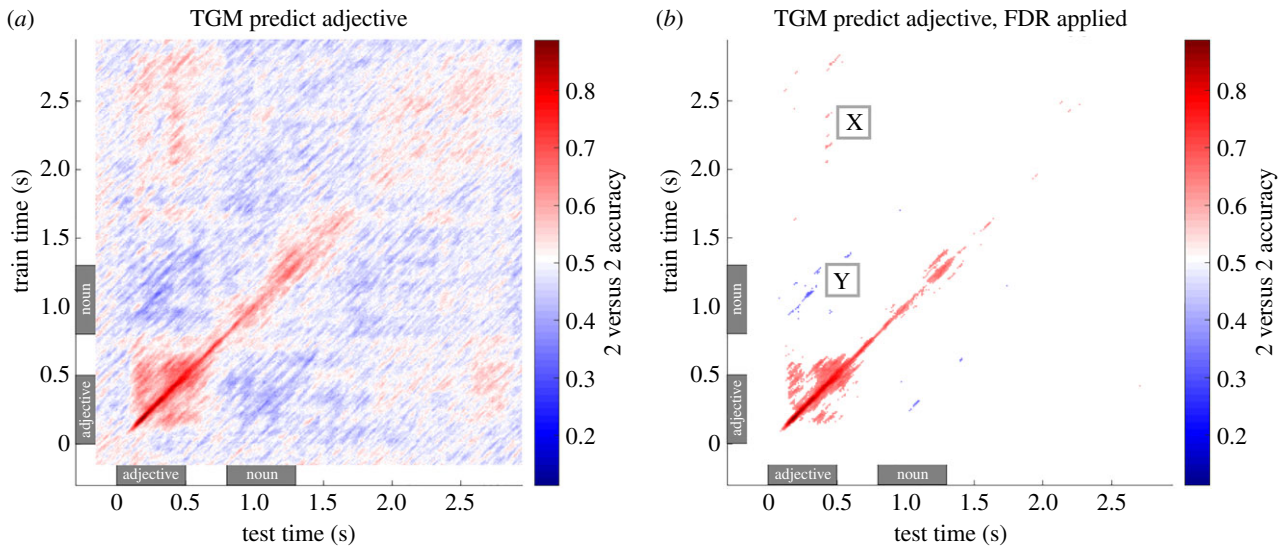 (a) TGM predict adjective
2.5
2.0
1.5
1.0
0.5
0
train time (s)
noun
adjective
adjective noun
0 0.5 1.0 1.5 2.0 2.5
test time (s)
0.8
0.7
0.6
0.5
0.4
0.3
0.2
2 versus 2 accuracy
(b) TGM predict adjective, FDR applied
2.5
2.0
1.5
1.0
0.5
0
train time (s)
noun
adjective
X
Y
adjective noun
0 0.5 1.0 1.5 2.0 2.5
test time (s)
0.8
0.7
0.6
0.5
0.4
0.3
0.2
2 versus 2 accuracy